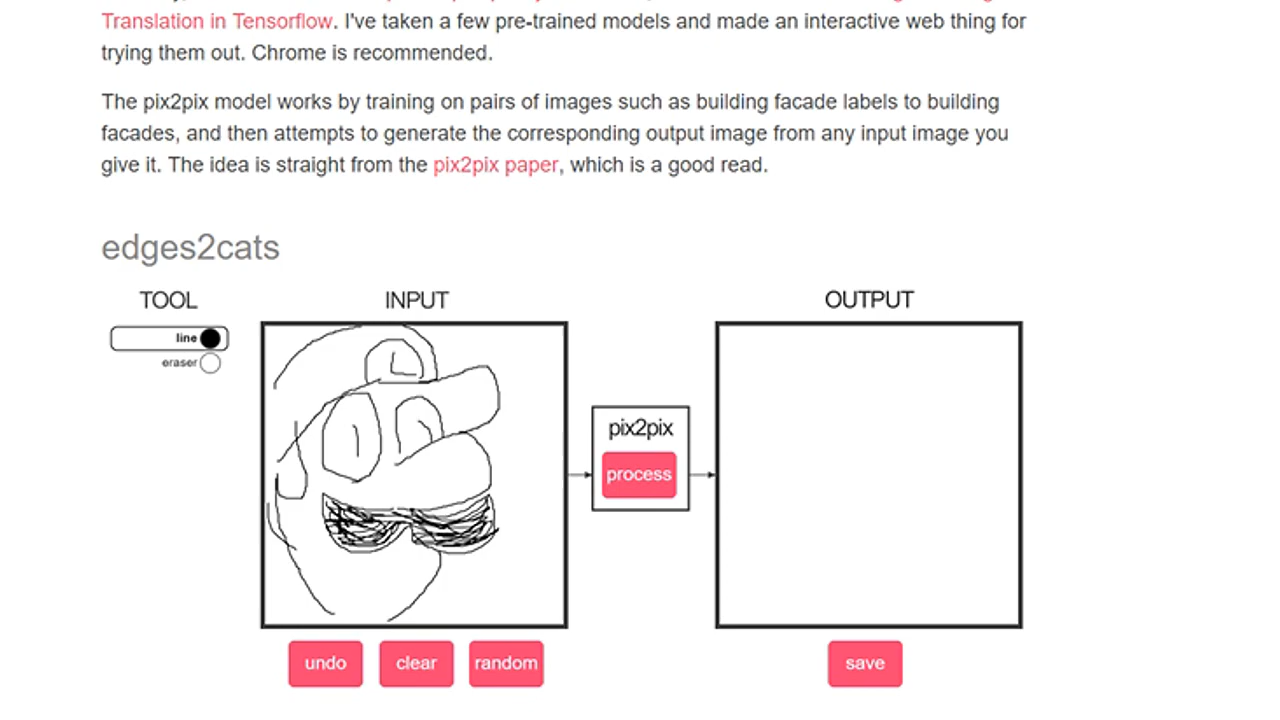 Translation in Tensorflow. I've taken a few pre-trained models and made an interactive web thing for
trying them out. Chrome is recommended.
The pix2pix model works by training on pairs of images such as building facade labels to building
facades, and then attempts to generate the corresponding output image from any input image you
give it. The idea is straight from the pix2pix paper, which is a good read.
edges2cats
TOOL
INPUT
OUTPUT
line
eraser
L
pix2pix
process
undo
clear
random
save